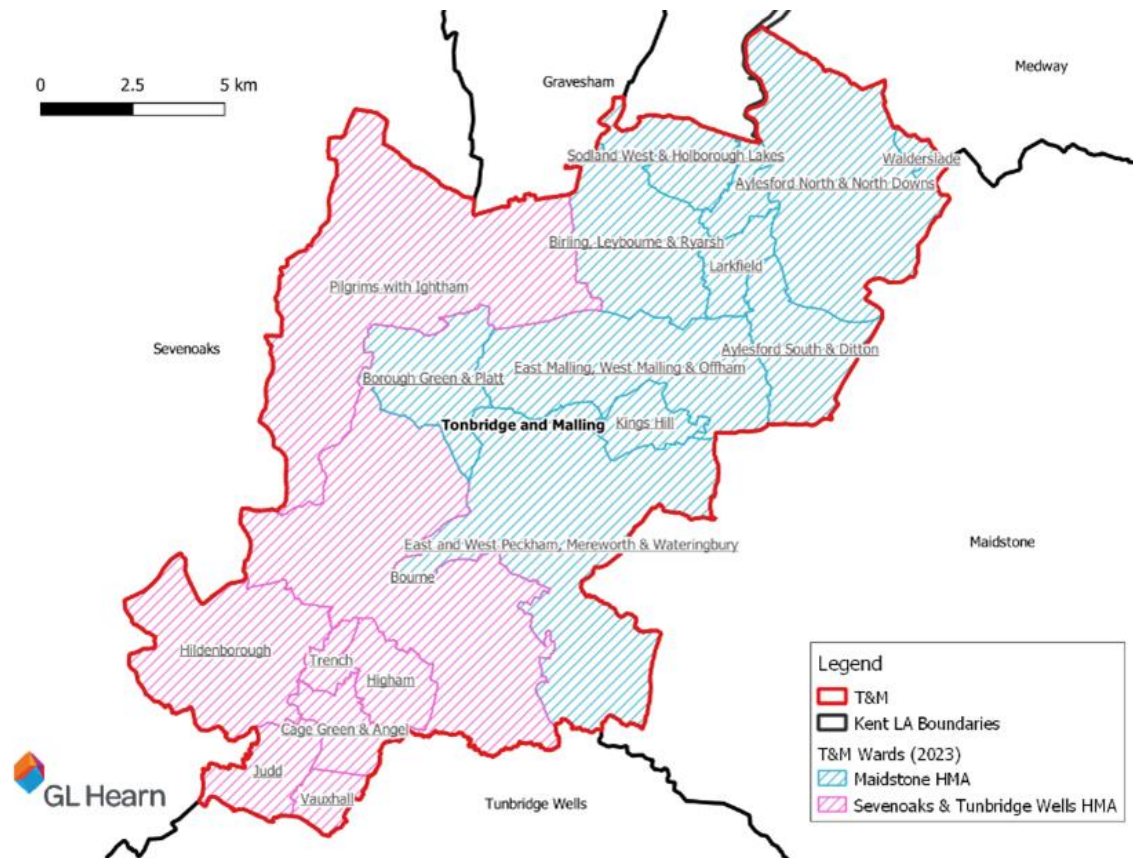 0 2.5 5 km
Gravesham
Medway
Sodland West & Holborough Lakes
Walderslade
Aylesford North & North Downs
Birling, Leybourne & Ryarsh
Larkfield
Pilgrims with Ightham
Sevenoaks
Aylesford South & Ditton
East Malling, West Malling & Offham
Borough Green & Platt
Tonbridge and Malling
Kings Hill
East and West Peckham, Mereworth & Wateringbury
Maidstone
Bourne
Hildenborough
Trench
Higham
Cage Green & Angel
Judd
Vauxhall
Tunbridge Wells
GL Hearn
Legend
T&M
Kent LA Boundaries
T&M Wards (2023)
Maidstone HMA
Sevenoaks & Tunbridge Wells HMA